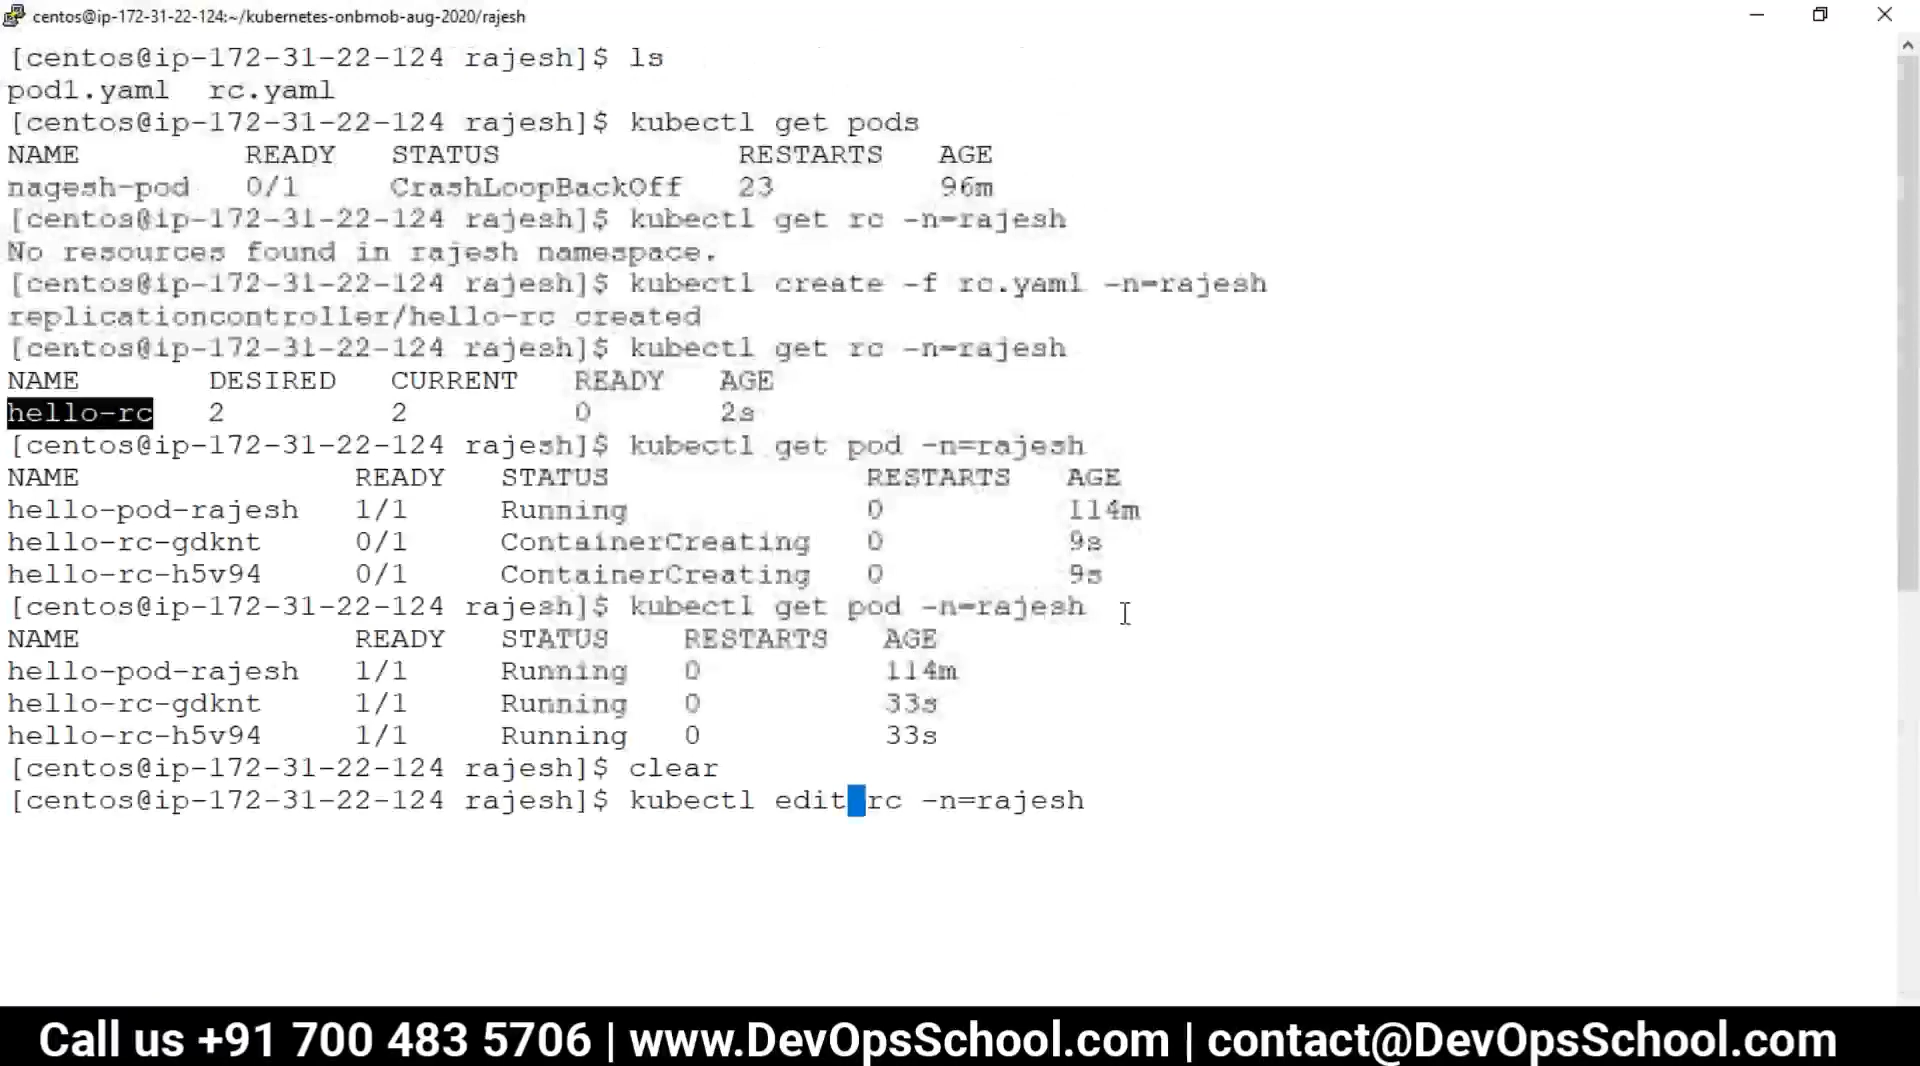 centos@ip-172-31-22-124:~/kubernetes-onbmob-aug-2020/rajesh
[centos@ip-172-31-22-124 rajesh]$ ls
pod1.yaml  rc.yaml
[centos@ip-172-31-22-124 rajesh]$ kubectl get pods
NAME         READY   STATUS             RESTARTS   AGE
nagesh-pod   0/1     CrashLoopBackOff   23         96m
[centos@ip-172-31-22-124 rajesh]$ kubectl get rc -n=rajesh
No resources found in rajesh namespace.
[centos@ip-172-31-22-124 rajesh]$ kubectl create -f rc.yaml -n=rajesh
replicationcontroller/hello-rc created
[centos@ip-172-31-22-124 rajesh]$ kubectl get rc -n=rajesh
NAME       DESIRED   CURRENT   READY   AGE
hello-rc   2         2         0       2s
[centos@ip-172-31-22-124 rajesh]$ kubectl get pod -n=rajesh
NAME               READY   STATUS              RESTARTS   AGE
hello-pod-rajesh   1/1     Running             0          114m
hello-rc-gdknt     0/1     ContainerCreating   0          9s
hello-rc-h5v94     0/1     ContainerCreating   0          9s
[centos@ip-172-31-22-124 rajesh]$ kubectl get pod -n=rajesh
NAME               READY   STATUS    RESTARTS   AGE
hello-pod-rajesh   1/1     Running   0          114m
hello-rc-gdknt     1/1     Running   0          33s
hello-rc-h5v94     1/1     Running   0          33s
[centos@ip-172-31-22-124 rajesh]$ clear
[centos@ip-172-31-22-124 rajesh]$ kubectl edit rc -n=rajesh
Call us +91 700 483 5706 | www.DevOpsSchool.com | contact@DevOpsSchool.com